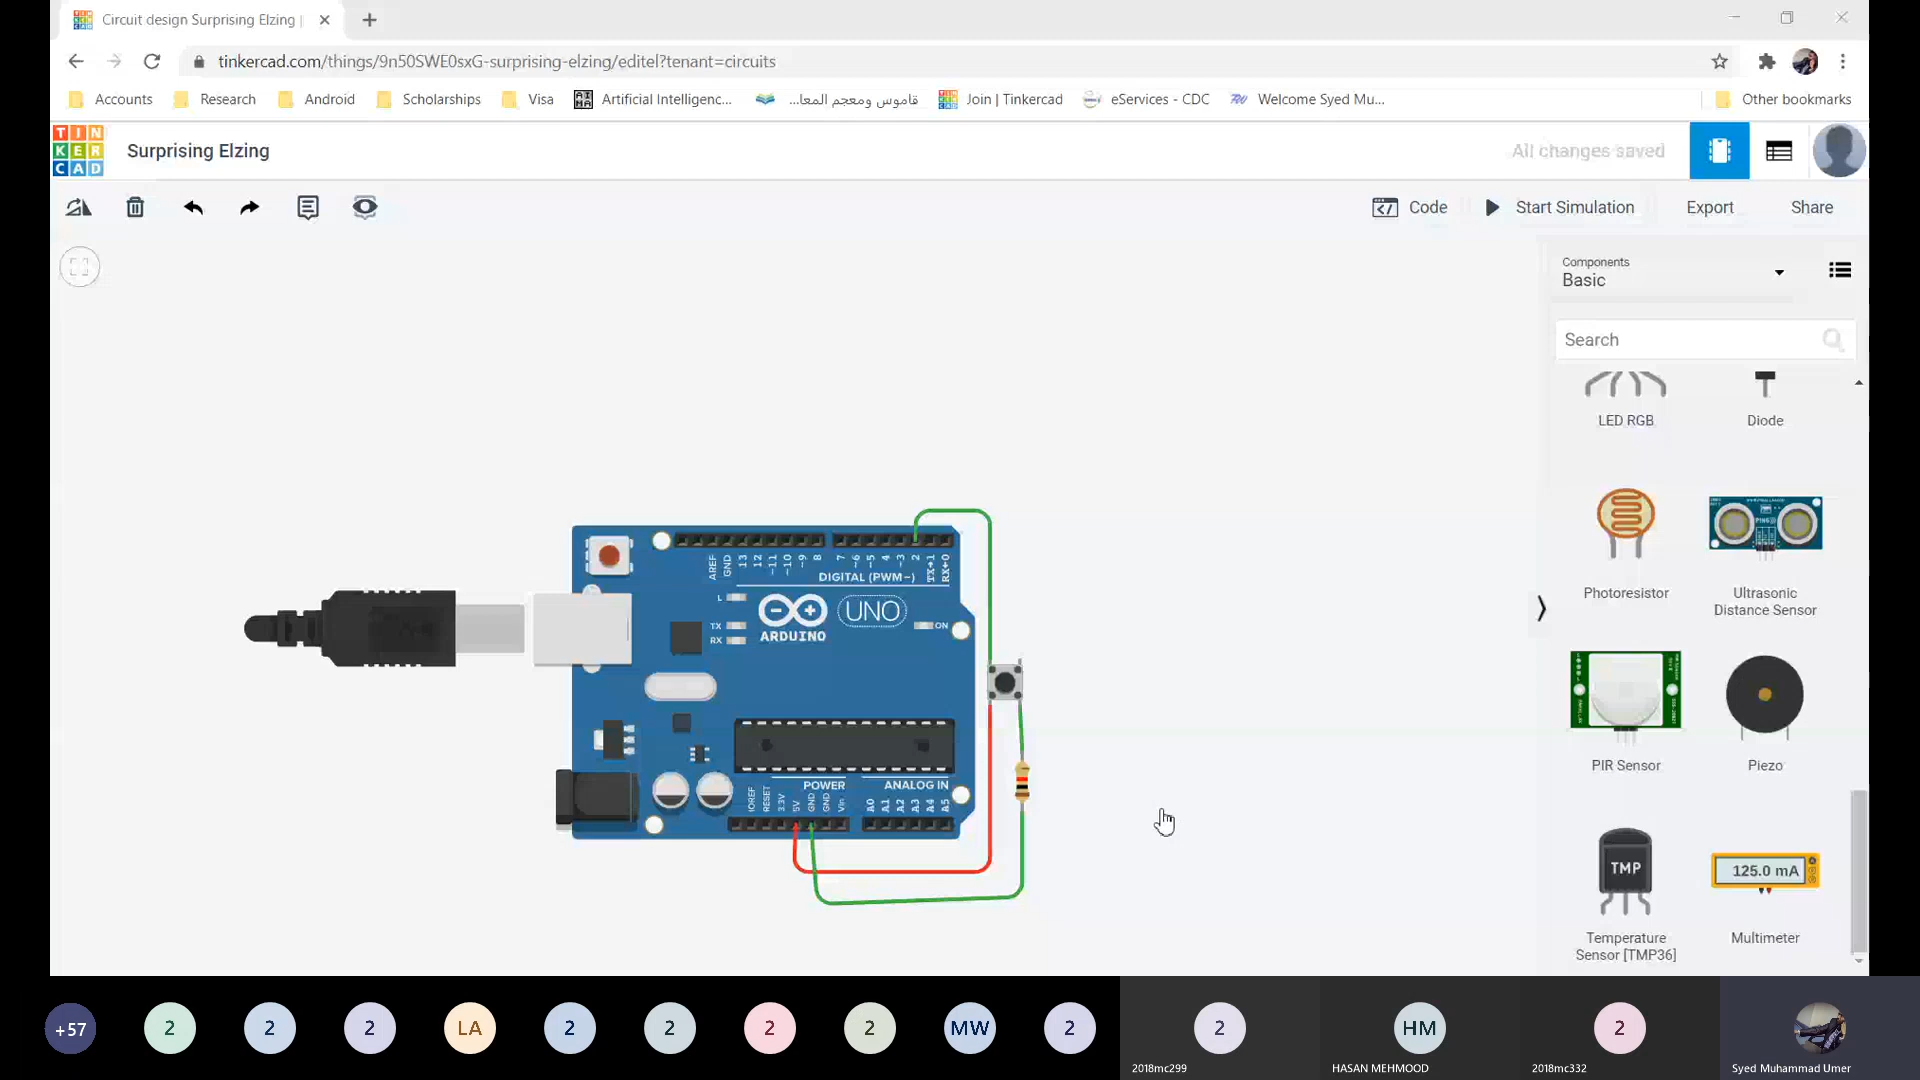 Circuit design Surprising Elzing |
tinkercad.com/things/9n50SWE0sxG-surprising-elzing/editel?tenant=circuits
Accounts
Research
Android
Scholarships
Visa
Artificial Intelligenc...
قاموس ومعجم المعا...
Join | Tinkercad
eServices - CDC
Welcome Syed Mu...
Other bookmarks
TIN
KER
CAD
Surprising Elzing
All changes saved
Code
Start Simulation
Export
Share
Components
Basic
Search
LED RGB
Diode
Photoresistor
Ultrasonic
Distance Sensor
PIR Sensor
Piezo
TMP
125.0 mA
Temperature
Sensor [TMP36]
Multimeter
AREF
GND
13
12
~11
~10
~9
8
7
~6
~5
4
~3
2
TX→1
RX←0
DIGITAL (PWM~)
L
TX
RX
ARDUINO
UNO
ON
POWER
ANALOG IN
IOREF
RESET
3.3V
5V
GND
GND
Vin
A0
A1
A2
A3
A4
A5
+57
2
2
2
LA
2
2
2
2
MW
2
2
HM
2
2018mc299
HASAN MEHMOOD
2018mc332
Syed Muhammad Umer